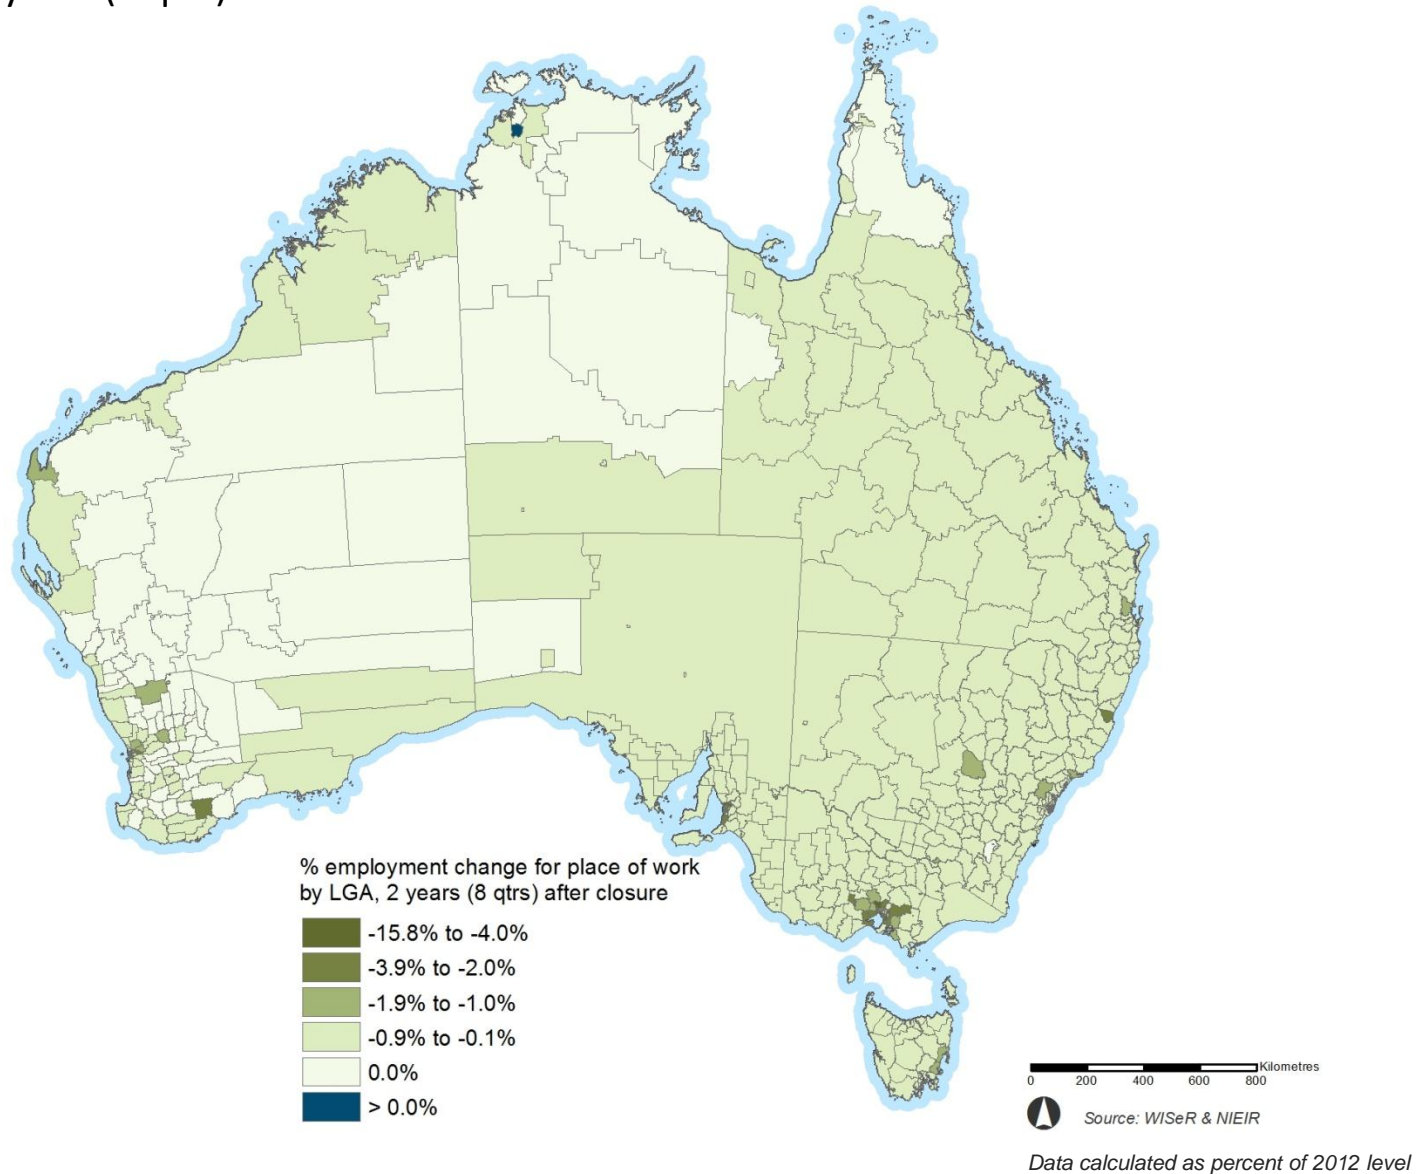 % employment change for place of work
by LGA, 2 years (8 qtrs) after closure
-15.8% to -4.0%
-3.9% to -2.0%
-1.9% to -1.0%
-0.9% to -0.1%
0.0%
> 0.0%
Kilometres
0 200 400 600 800
Source: WISeR & NIEIR
Data calculated as percent of 2012 level